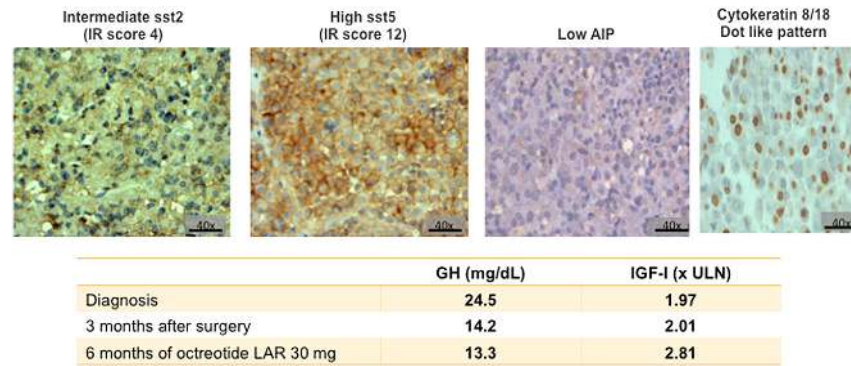 Intermediate sst2
(IR score 4)
High sst5
(IR score 12)
Low AIP
Cytokeratin 8/18
Dot like pattern
40x
40x
40x
40x
GH (mg/dL) IGF-I (x ULN)
Diagnosis 24.5 1.97
3 months after surgery 14.2 2.01
6 months of octreotide LAR 30 mg 13.3 2.81